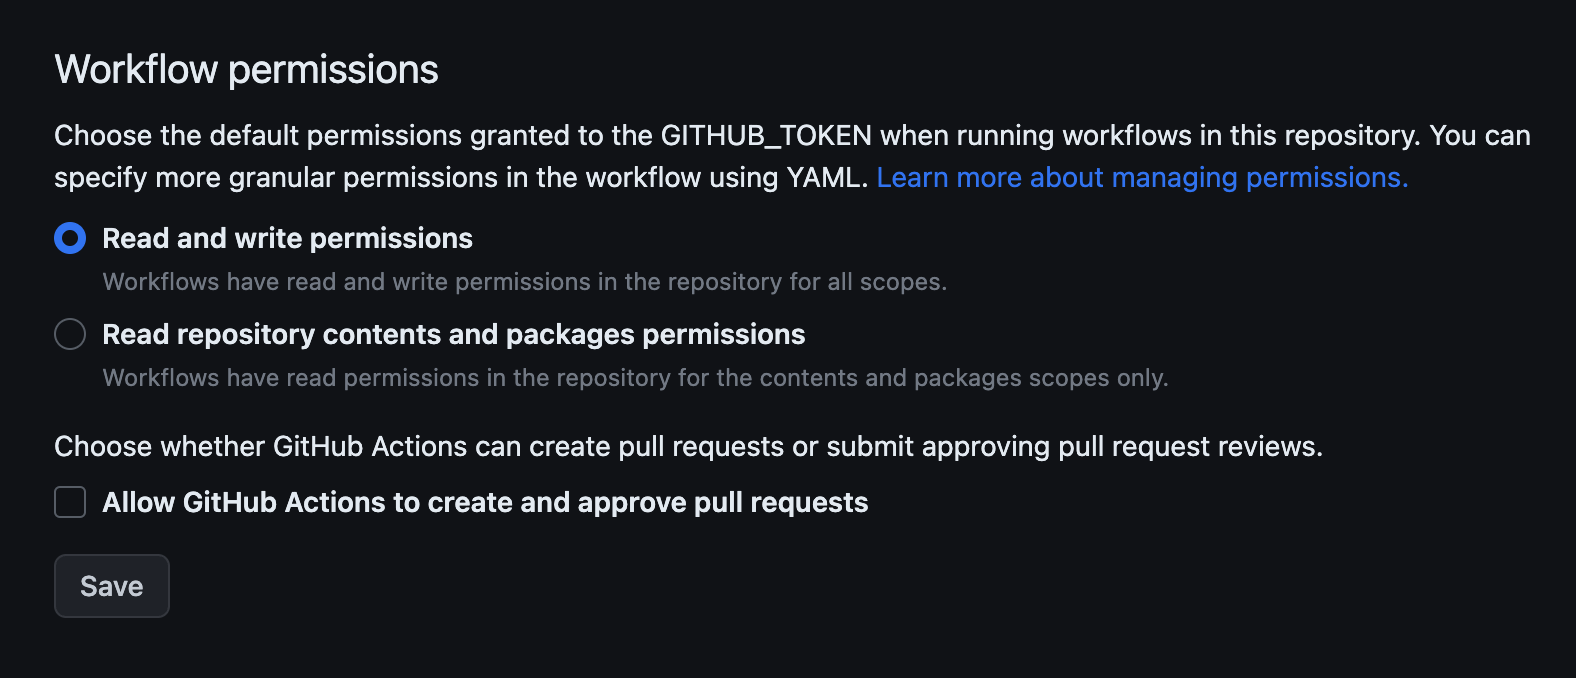 Workflow permissions
Choose the default permissions granted to the GITHUB_TOKEN when running workflows in this repository. You can
specify more granular permissions in the workflow using YAML. Learn more about managing permissions.
Read and write permissions
Workflows have read and write permissions in the repository for all scopes.
Read repository contents and packages permissions
Workflows have read permissions in the repository for the contents and packages scopes only.
Choose whether GitHub Actions can create pull requests or submit approving pull request reviews.
Allow GitHub Actions to create and approve pull requests
Save